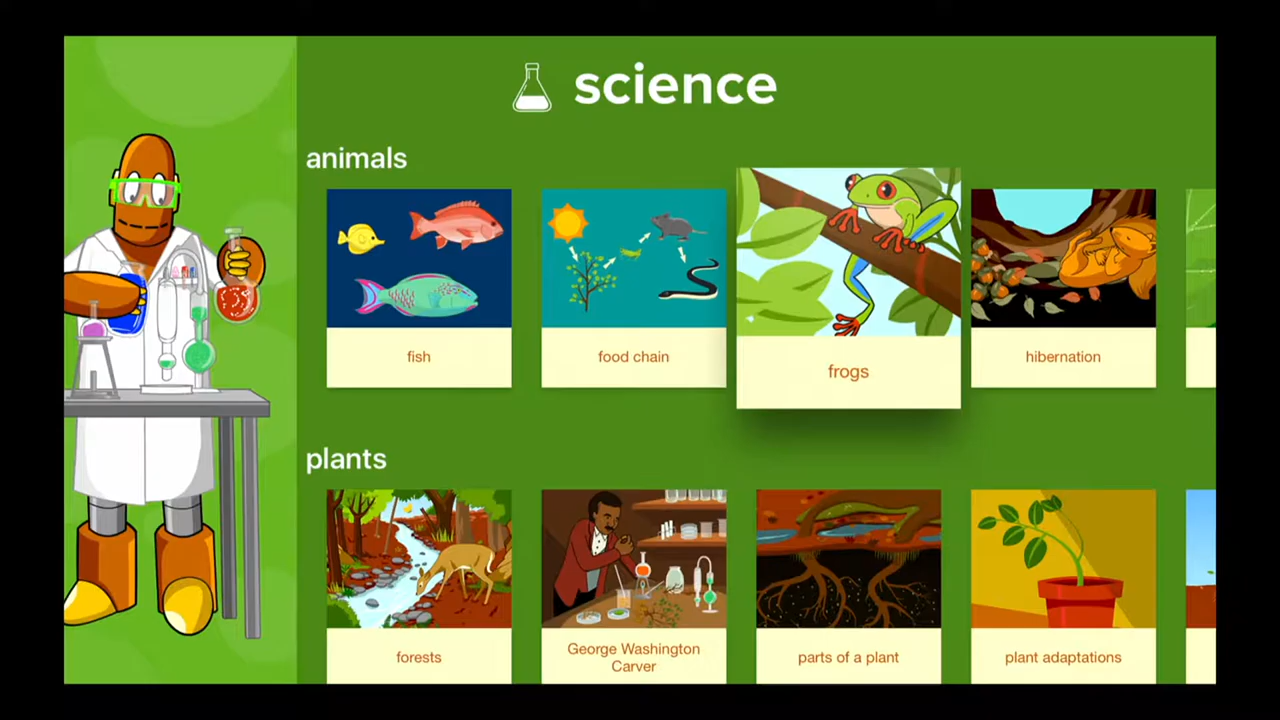 science
animals
fish
food chain
frogs
hibernation
plants
forests
George Washington
Carver
parts of a plant
plant adaptations